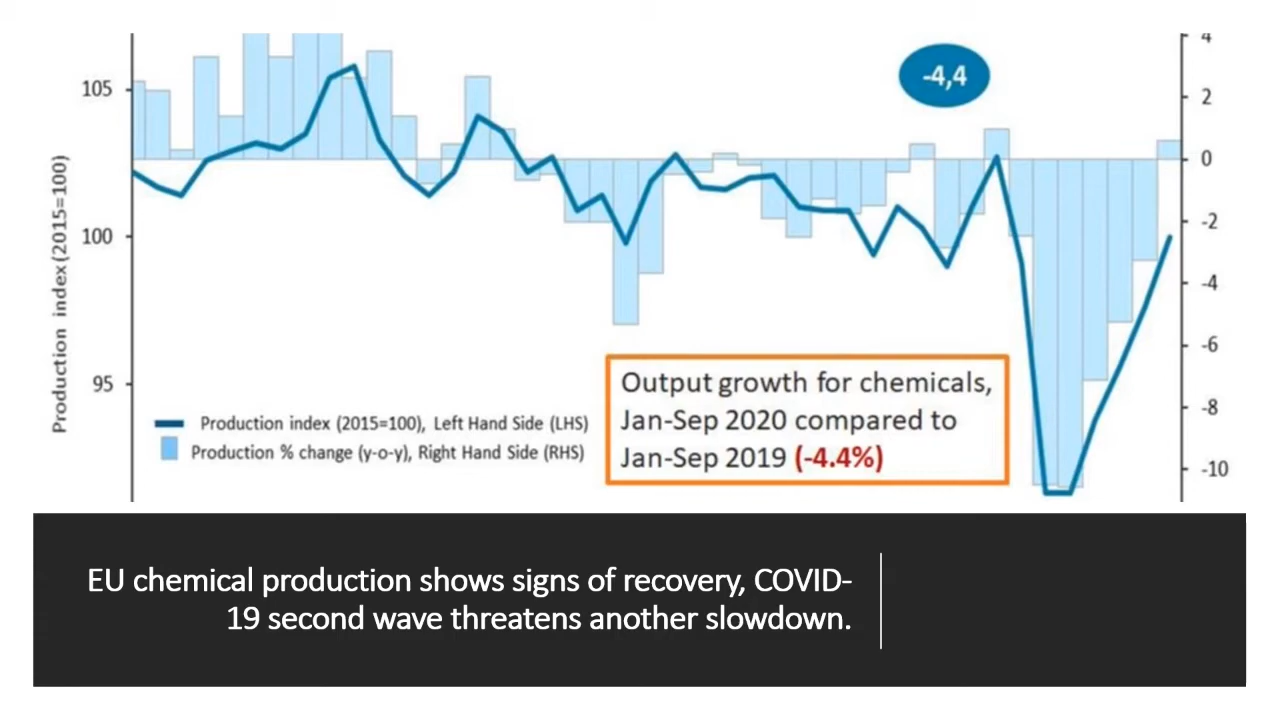 4
-4,4
105
2
0
100
-2
-4
95
-6
-8
-10
Production index (2015=100)
Production index (2015=100), Left Hand Side (LHS)
Production % change (y-o-y), Right Hand Side (RHS)
Output growth for chemicals,
Jan-Sep 2020 compared to
Jan-Sep 2019 (-4.4%)
EU chemical production shows signs of recovery, COVID-
19 second wave threatens another slowdown.